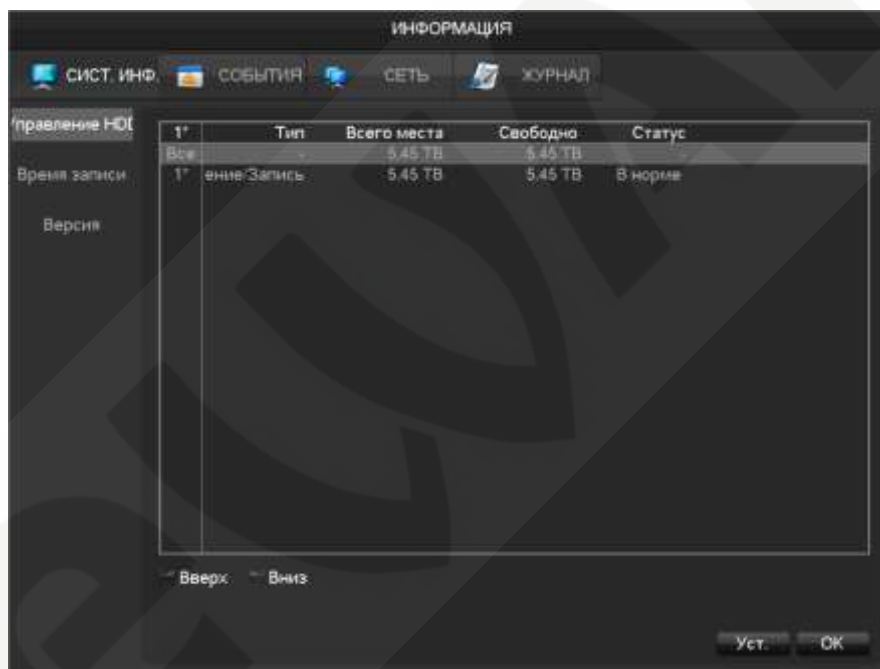 ИНФОРМАЦИЯ
СИСТ. ИНФ. СОБЫТИЯ СЕТЬ ЖУРНАЛ
правление HDD
1* Тип Всего места Свободно Статус
Все - 5.45 TB 5.45 TB -
Время записи 1* ение/Запись 5.45 TB 5.45 TB В норме
Версия
Вверх Вниз
Уст. OK